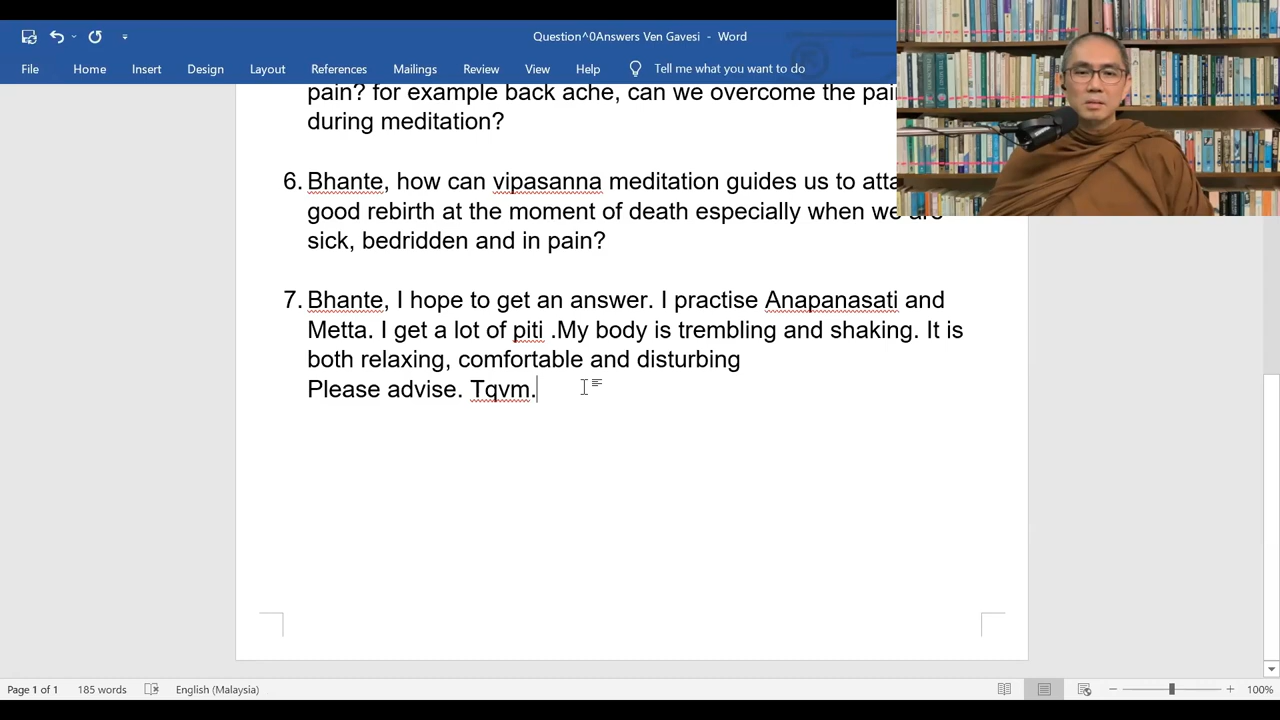 Question^0Answers Ven Gavesi - Word
File Home Insert Design Layout References Mailings Review View Help Tell me what you want to do
pain? for example back ache, can we overcome the
during meditation?
6. Bhante, how can vipasanna meditation guides us to
good rebirth at the moment of death especially when we are
sick, bedridden and in pain?
7. Bhante, I hope to get an answer. I practise Anapanasati and
Metta. I get a lot of piti .My body is trembling and shaking. It is
both relaxing, comfortable and disturbing
Please advise. Tqvm.
Page 1 of 1 185 words English (Malaysia) 100%